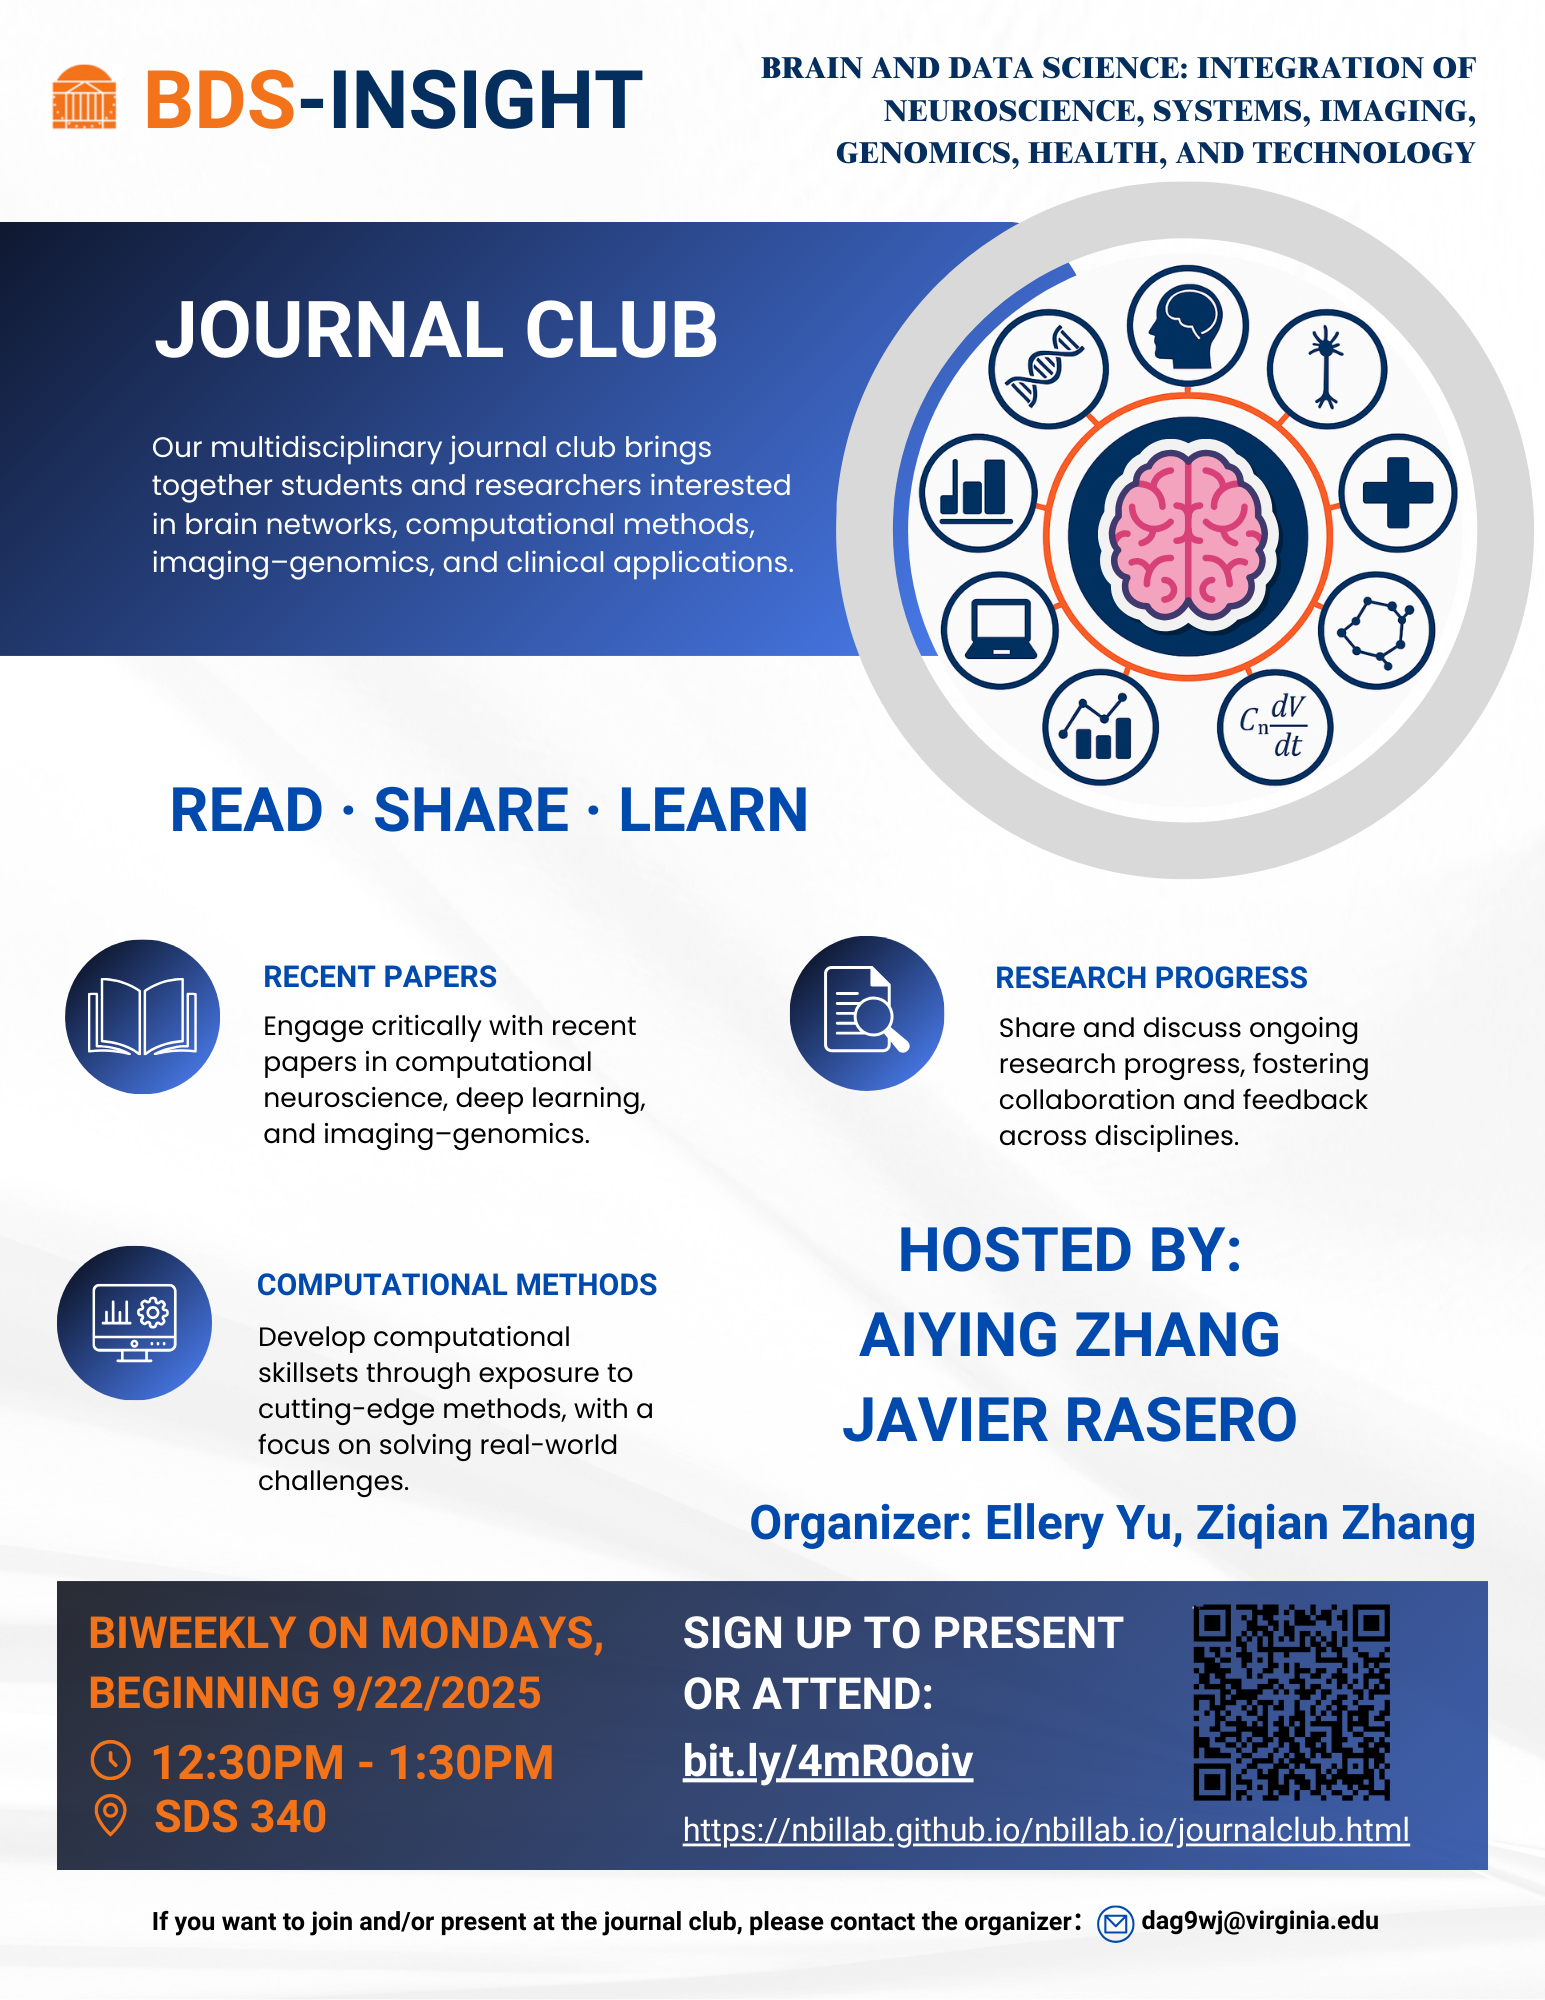 BDS-INSIGHT
BRAIN AND DATA SCIENCE: INTEGRATION OF
NEUROSCIENCE, SYSTEMS, IMAGING,
GENOMICS, HEALTH, AND TECHNOLOGY
JOURNAL CLUB
Our multidisciplinary journal club brings
together students and researchers interested
in brain networks, computational methods,
imaging–genomics, and clinical applications.
Cn dV/dt
READ · SHARE · LEARN
RECENT PAPERS
Engage critically with recent
papers in computational
neuroscience, deep learning,
and imaging–genomics.
RESEARCH PROGRESS
Share and discuss ongoing
research progress, fostering
collaboration and feedback
across disciplines.
COMPUTATIONAL METHODS
Develop computational
skillsets through exposure to
cutting-edge methods, with a
focus on solving real-world
challenges.
HOSTED BY:
AIYING ZHANG
JAVIER RASERO
Organizer: Ellery Yu, Ziqian Zhang
BIWEEKLY ON MONDAYS,
BEGINNING 9/22/2025
12:30PM - 1:30PM
SDS 340
SIGN UP TO PRESENT
OR ATTEND:
bit.ly/4mR0oiv
https://nbillab.github.io/nbillab.io/journalclub.html
If you want to join and/or present at the journal club, please contact the organizer: dag9wj@virginia.edu